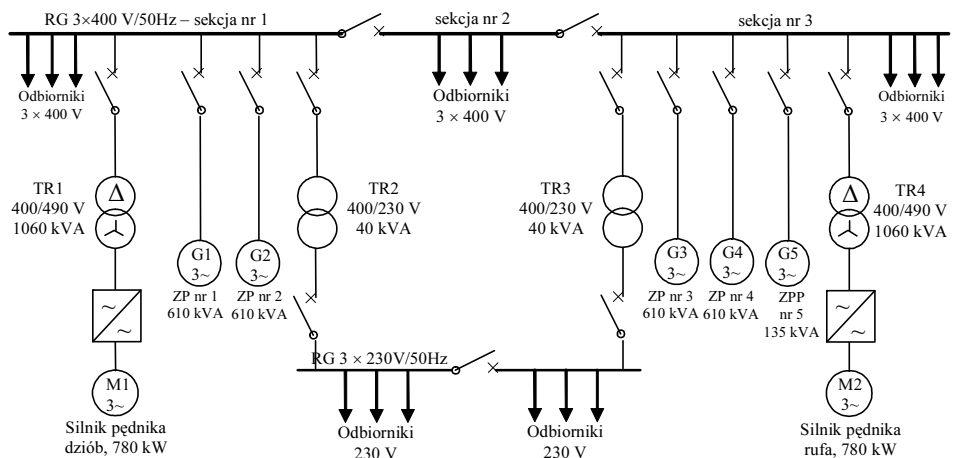 RG 3×400 V/50Hz – sekcja nr 1
sekcja nr 2
sekcja nr 3
Odbiorniki
3 × 400 V
Odbiorniki
3 × 400 V
Odbiorniki
3 × 400 V
TR1
400/490 V
1060 kVA
Δ
TR2
400/230 V
40 kVA
TR3
400/230 V
40 kVA
Δ
TR4
400/490 V
1060 kVA
G1
3~
ZP nr 1
610 kVA
G2
3~
ZP nr 2
610 kVA
G3
3~
ZP nr 3
610 kVA
G4
3~
ZP nr 4
610 kVA
G5
3~
ZPP
nr 5
135 kVA
~
~
~
~
RG 3 × 230V/50Hz
M1
3~
Silnik pędnika
dziób, 780 kW
Odbiorniki
230 V
Odbiorniki
230 V
M2
3~
Silnik pędnika
rufa, 780 kW